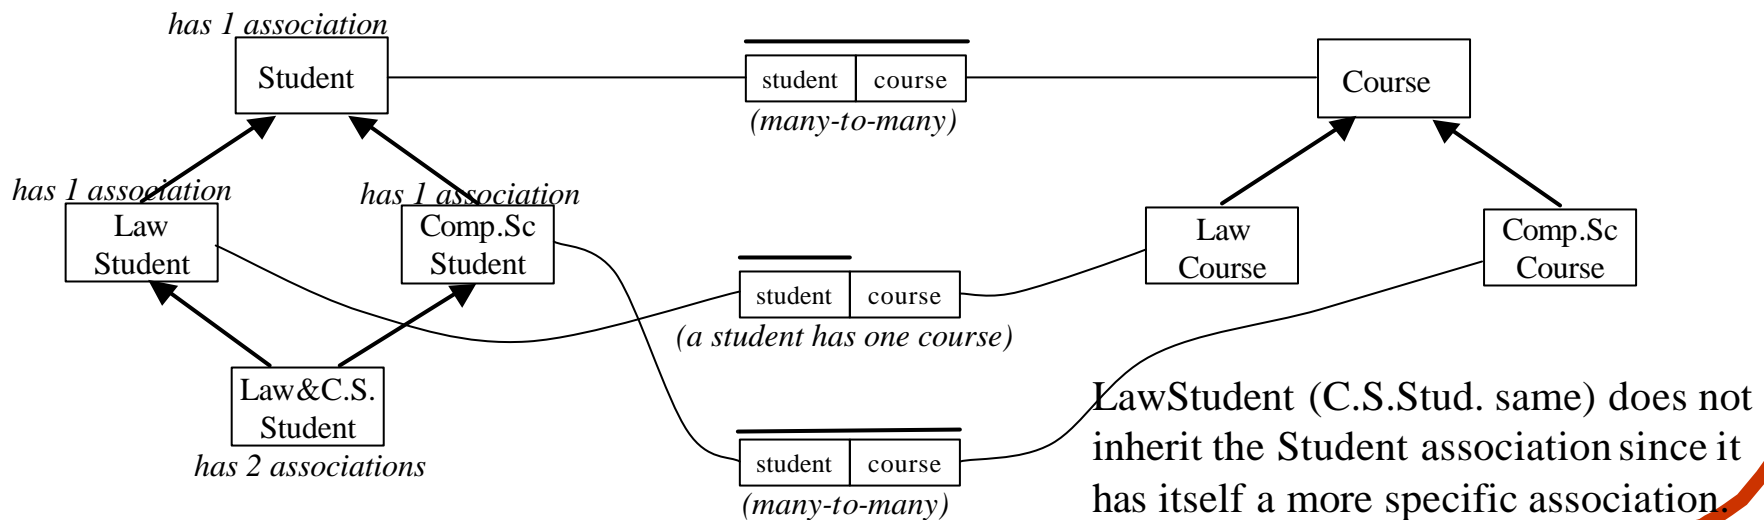 has 1 association
Student
student course
(many-to-many)
Course
has 1 association
Law
Student
has 1 association
Comp.Sc
Student
Law
Course
Comp.Sc
Course
student course
(a student has one course)
Law&C.S.
Student
has 2 associations
student course
(many-to-many)
LawStudent (C.S.Stud. same) does not
inherit the Student association since it
has itself a more specific association.